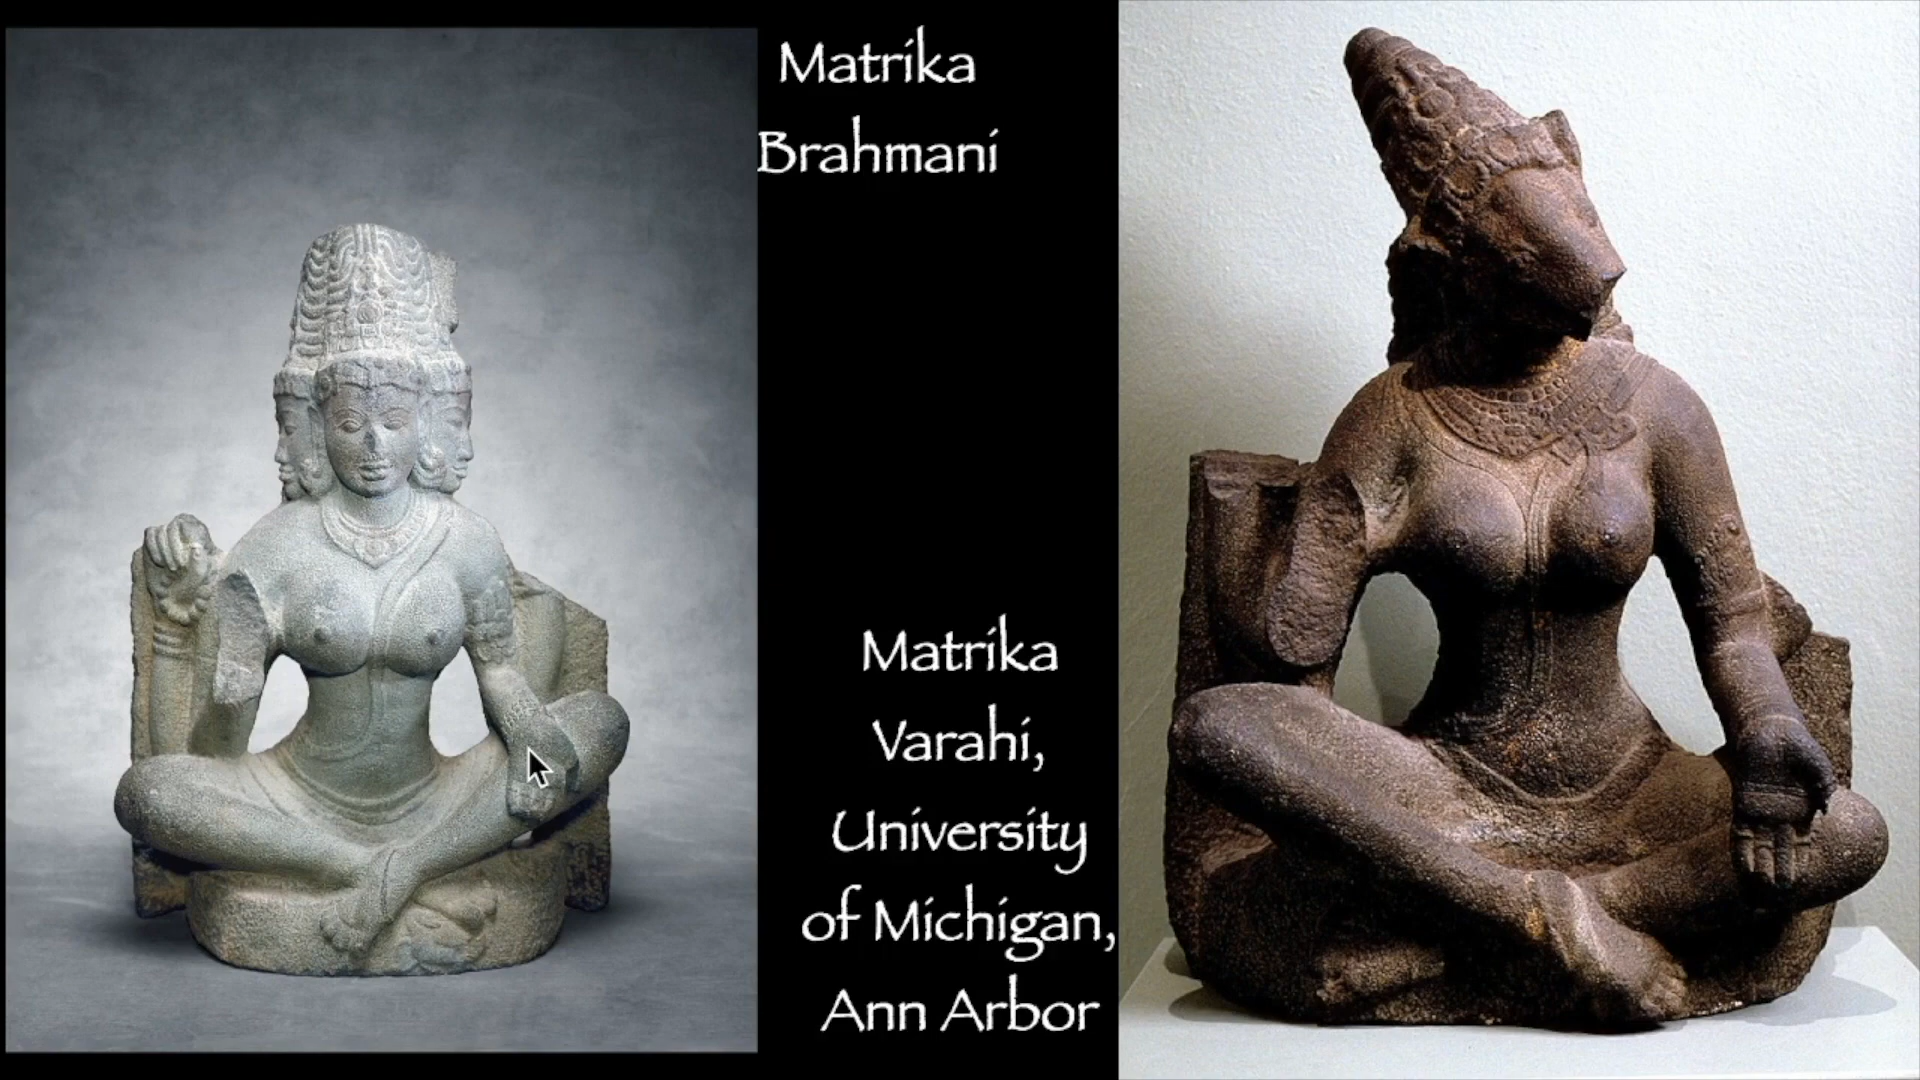 Matrika
Brahmani
Matrika
Varahi,
University
of Michigan,
Ann Arbor